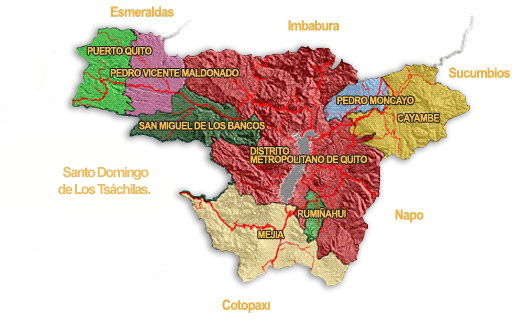 Esmeraldas
Imbabura
PUERTO QUITO
PEDRO VICENTE MALDONADO
Sucumbios
PEDRO MONCAYO
CAYAMBE
SAN MIGUEL DE LOS BANCOS
DISTRITO
METROPOLITANO DE QUITO
Santo Domingo
de Los Tsáchilas.
RUMIÑAHUI
Napo
MEJIA
Cotopaxi